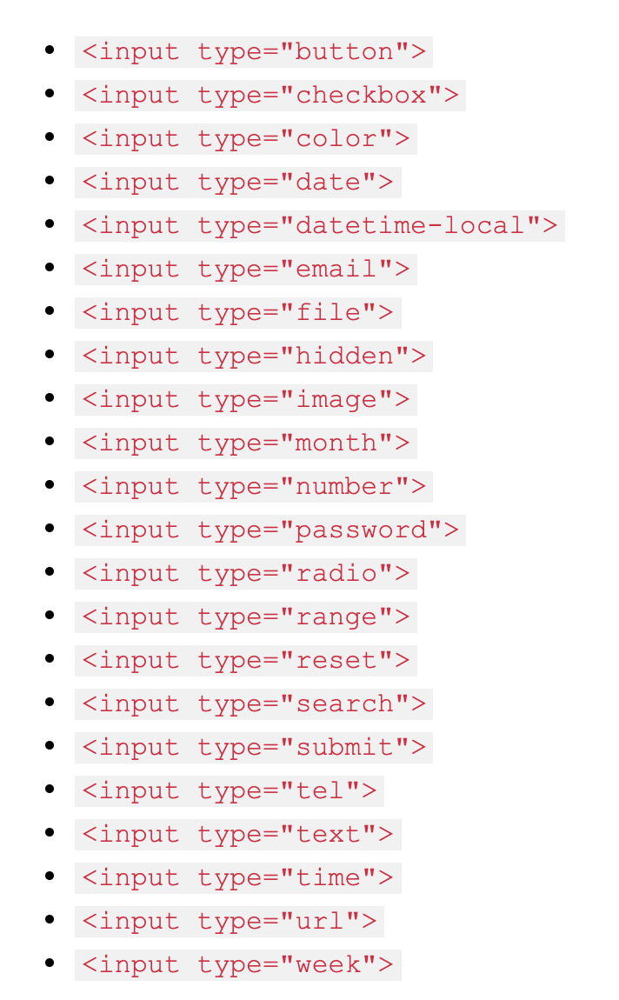 <input type="button">
<input type="checkbox">
<input type="color">
<input type="date">
<input type="datetime-local">
<input type="email">
<input type="file">
<input type="hidden">
<input type="image">
<input type="month">
<input type="number">
<input type="password">
<input type="radio">
<input type="range">
<input type="reset">
<input type="search">
<input type="submit">
<input type="tel">
<input type="text">
<input type="time">
<input type="url">
<input type="week">